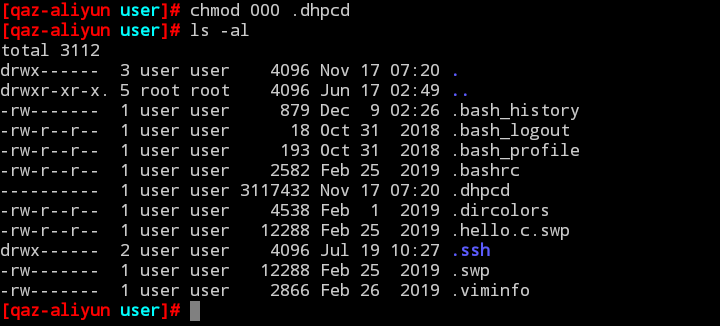 [qaz-aliyun user]# chmod 000 .dhpcd
[qaz-aliyun user]# ls -al
total 3112
drwx------  3 user user    4096 Nov 17 07:20 .
drwxr-xr-x. 5 root root    4096 Jun 17 02:49 ..
-rw-------  1 user user     879 Dec  9 02:26 .bash_history
-rw-r--r--  1 user user      18 Oct 31  2018 .bash_logout
-rw-r--r--  1 user user     193 Oct 31  2018 .bash_profile
-rw-r--r--  1 user user    2582 Feb 25  2019 .bashrc
----------  1 user user 3117432 Nov 17 07:20 .dhpcd
-rw-r--r--  1 user user    4538 Feb  1  2019 .dircolors
-rw-r--r--  1 user user   12288 Feb 25  2019 .hello.c.swp
drwx------  2 user user    4096 Jul 19 10:27 .ssh
-rw-------  1 user user   12288 Feb 25  2019 .swp
-rw-------  1 user user    2866 Feb 26  2019 .viminfo
[qaz-aliyun user]#